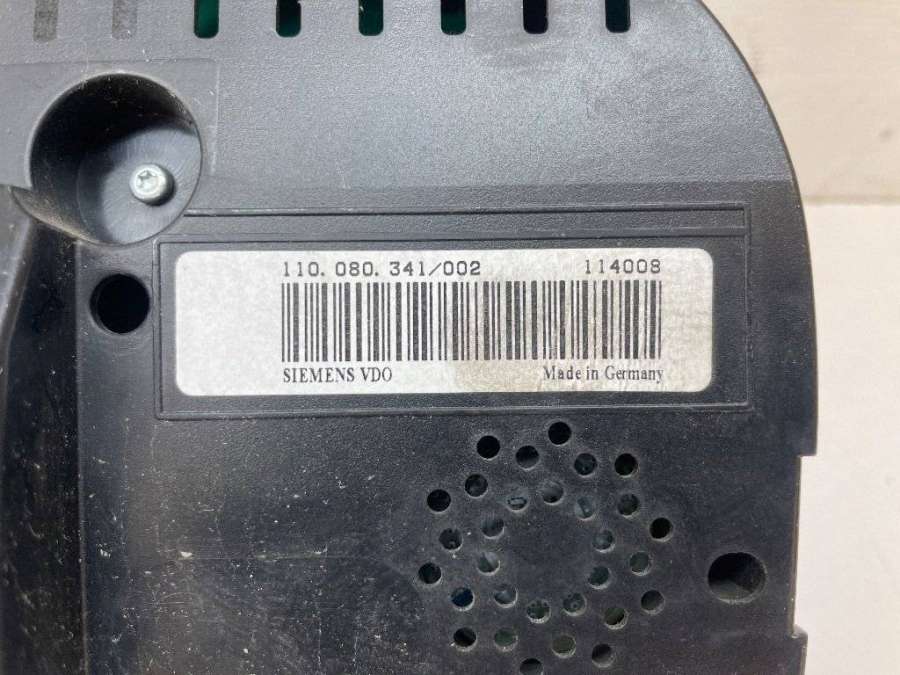 110.080.341/002 114008
SIEMENS VDO Made in Germany